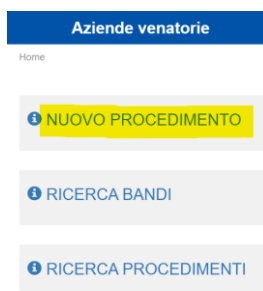 Aziende venatorie
Home
NUOVO PROCEDIMENTO
RICERCA BANDI
RICERCA PROCEDIMENTI